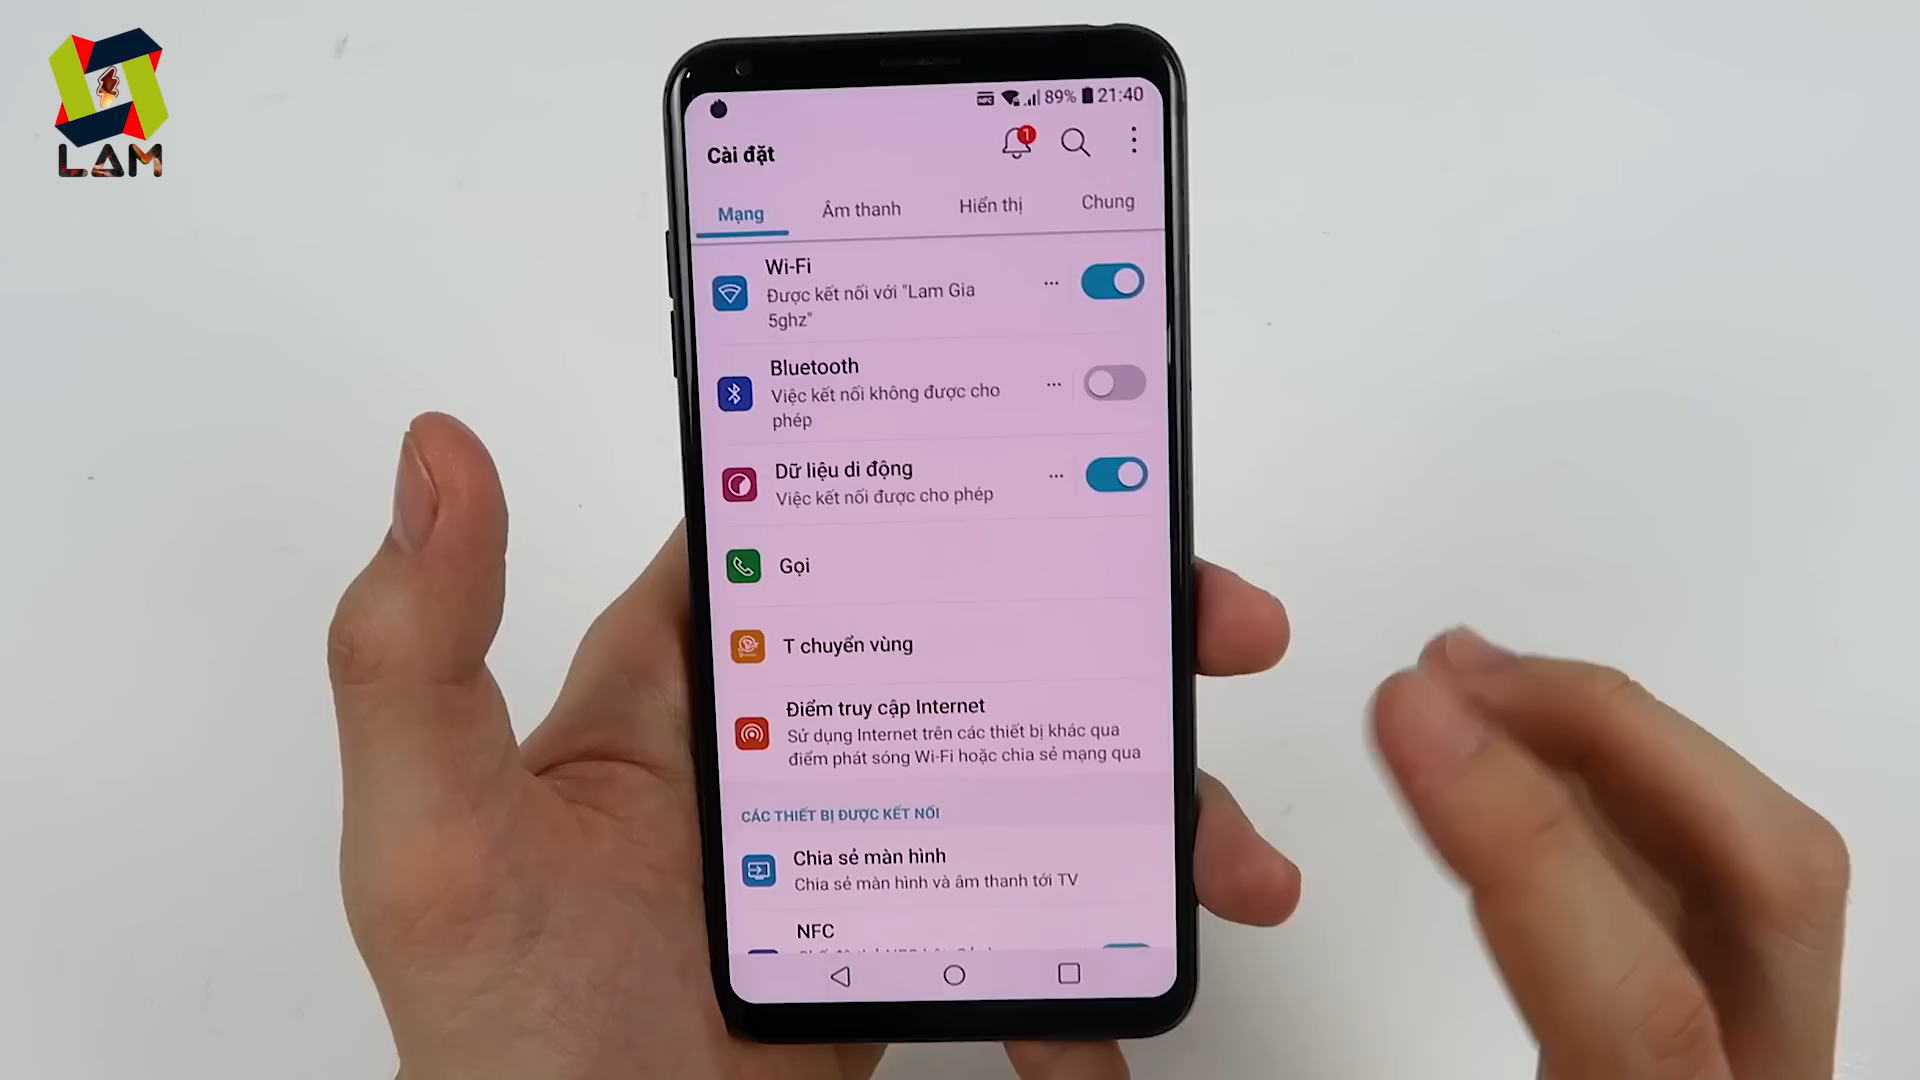 LAM
89% 21:40
1
Cài đặt
Mạng
Âm thanh
Hiển thị
Chung
Wi-Fi
Được kết nối với "Lam Gia
5ghz"
Bluetooth
Việc kết nối không được cho
phép
Dữ liệu di động
Việc kết nối được cho phép
Gọi
T chuyển vùng
Điểm truy cập Internet
Sử dụng Internet trên các thiết bị khác qua
điểm phát sóng Wi-Fi hoặc chia sẻ mạng qua
CÁC THIẾT BỊ ĐƯỢC KẾT NỐI
Chia sẻ màn hình
Chia sẻ màn hình và âm thanh tới TV
NFC